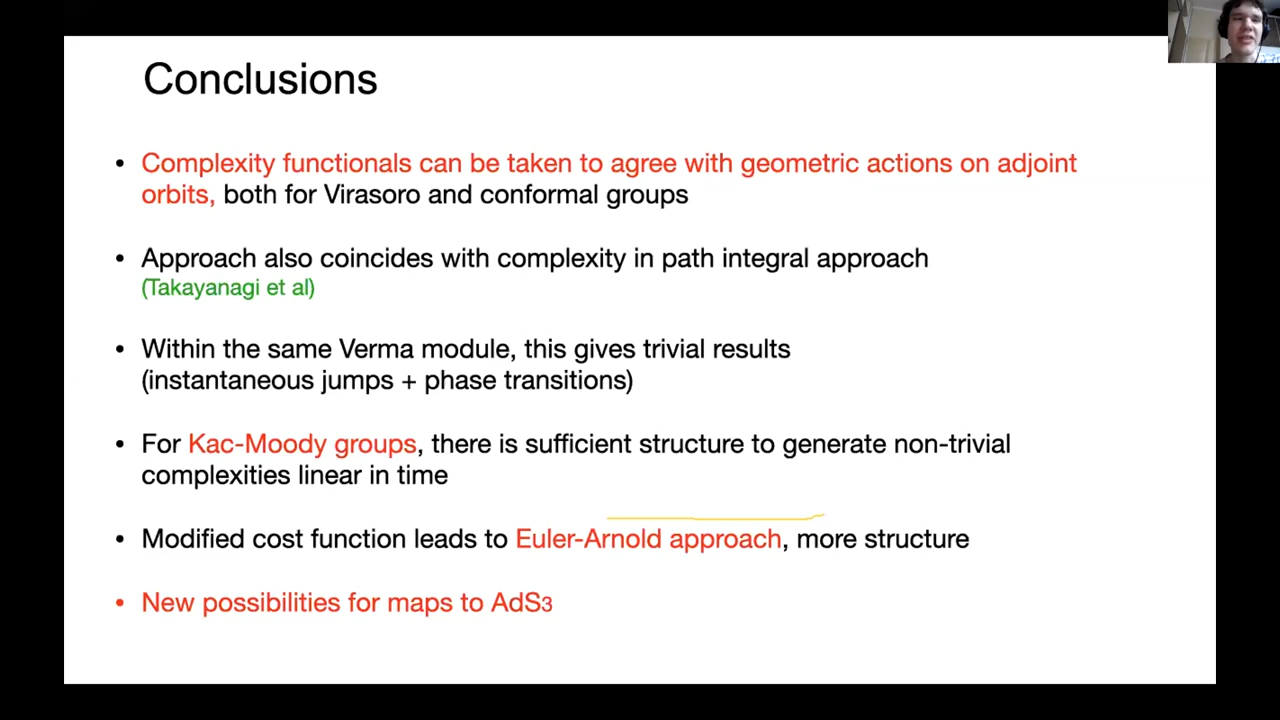 Conclusions
• Complexity functionals can be taken to agree with geometric actions on adjoint
orbits, both for Virasoro and conformal groups
• Approach also coincides with complexity in path integral approach
(Takayanagi et al)
• Within the same Verma module, this gives trivial results
(instantaneous jumps + phase transitions)
• For Kac-Moody groups, there is sufficient structure to generate non-trivial
complexities linear in time
• Modified cost function leads to Euler-Arnold approach, more structure
• New possibilities for maps to AdS3